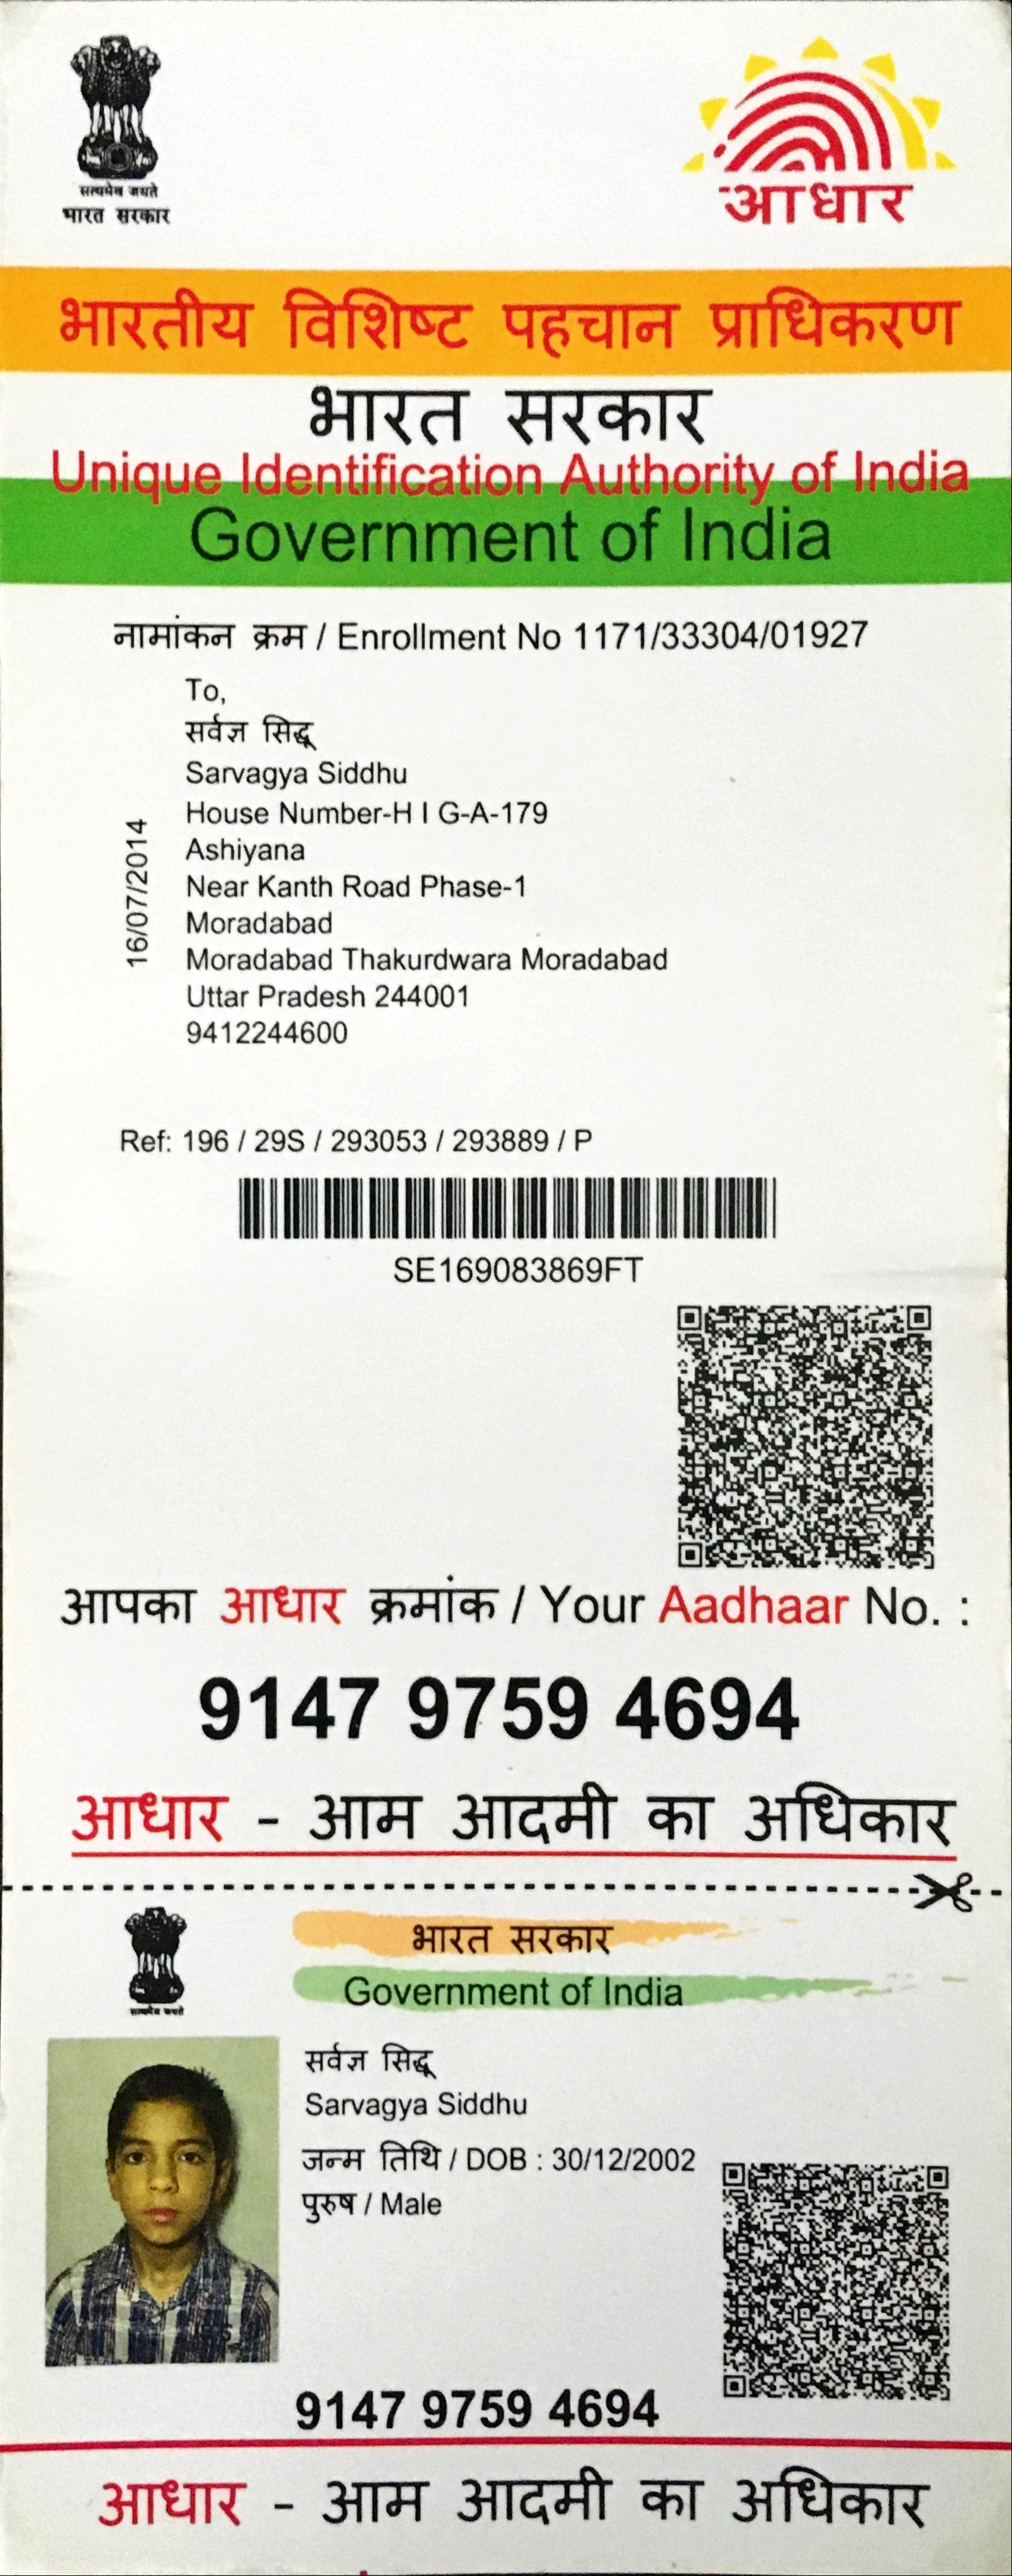 सत्यमेव जयते
भारत सरकार
आधार
भारतीय विशिष्ट पहचान प्राधिकरण
भारत सरकार
Unique Identification Authority of India
Government of India
नामांकन क्रम / Enrollment No 1171/33304/01927
To,
सर्वज्ञ सिद्धू
Sarvagya Siddhu
House Number-H I G-A-179
Ashiyana
Near Kanth Road Phase-1
Moradabad
Moradabad Thakurdwara Moradabad
Uttar Pradesh 244001
9412244600
16/07/2014
Ref: 196 / 29S / 293053 / 293889 / P
SE169083869FT
आपका आधार क्रमांक / Your Aadhaar No. :
9147 9759 4694
आधार - आम आदमी का अधिकार
सत्यमेव जयते
भारत सरकार
Government of India
सर्वज्ञ सिद्धू
Sarvagya Siddhu
जन्म तिथि / DOB : 30/12/2002
पुरुष / Male
9147 9759 4694
आधार - आम आदमी का अधिकार